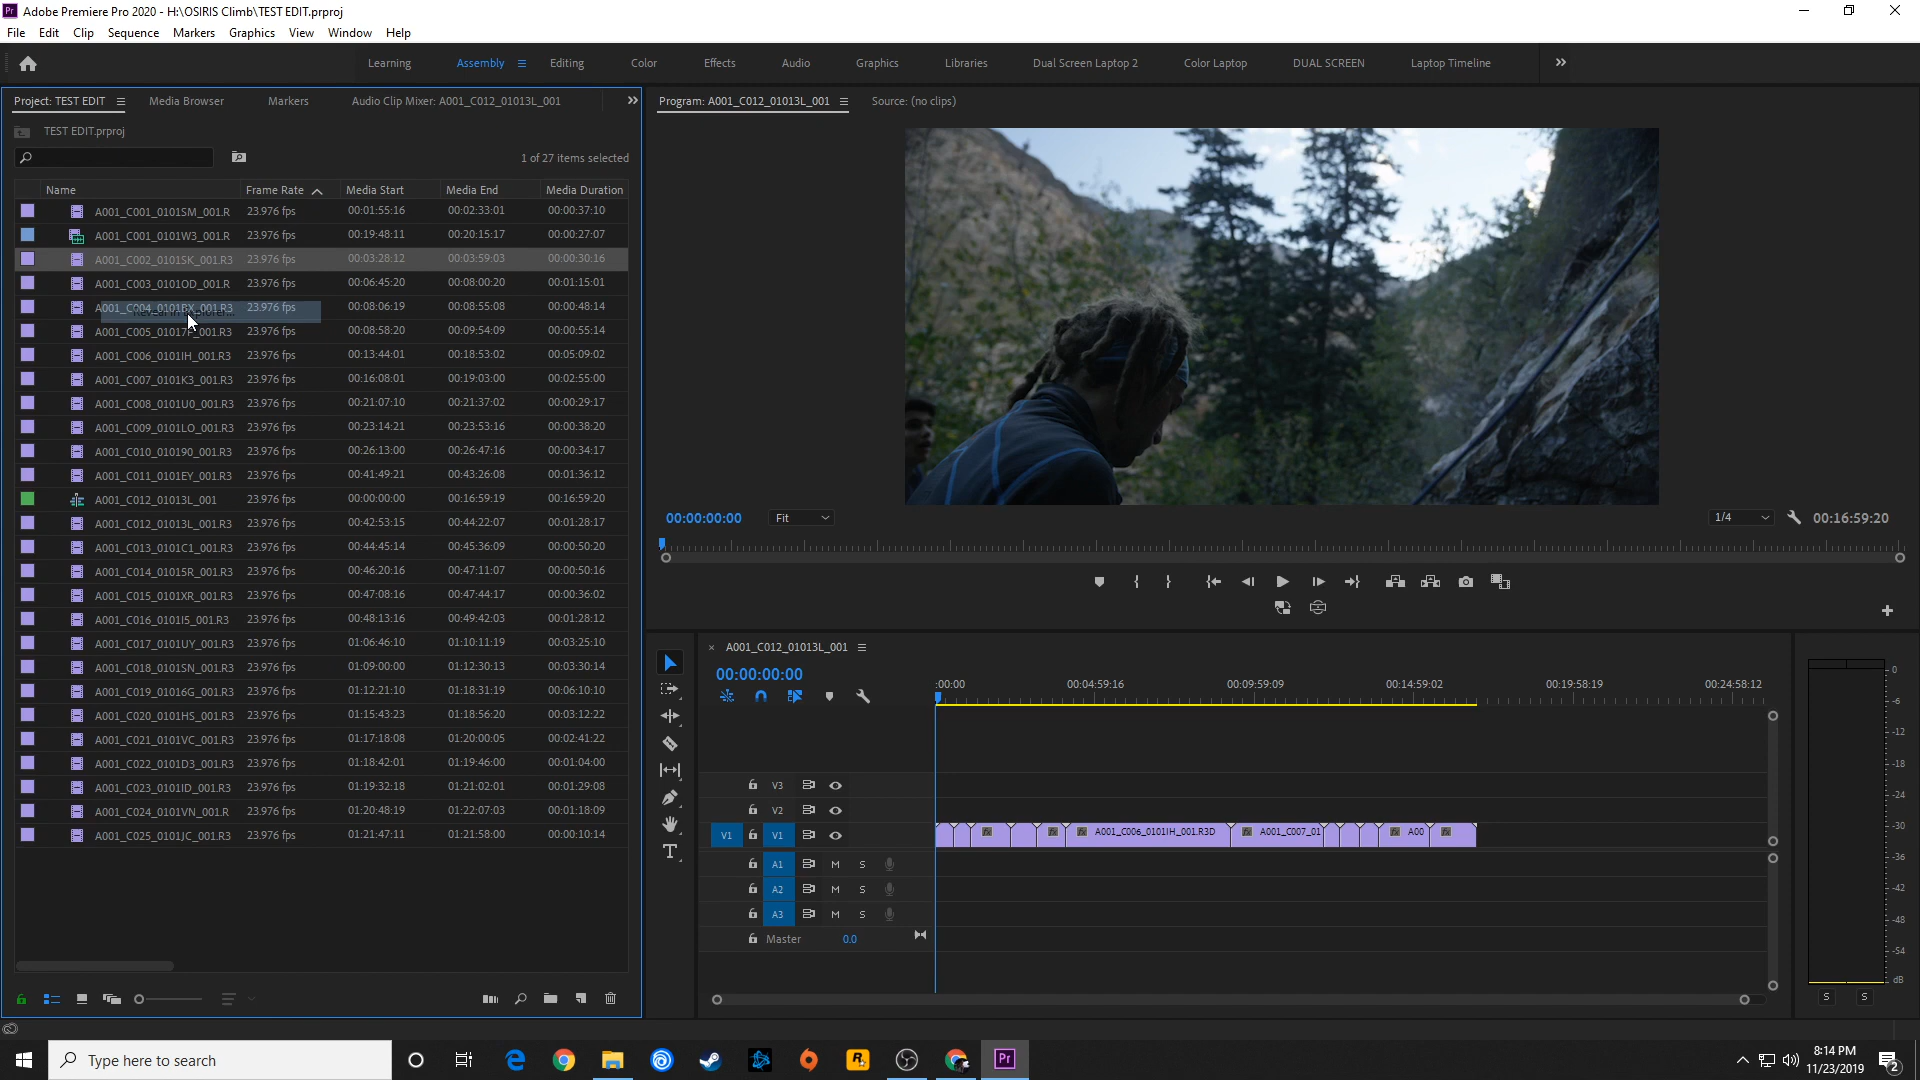 Adobe Premiere Pro 2020 - H:\OSIRIS Climb\TEST EDIT.prproj
File Edit Clip Sequence Markers Graphics View Window Help
Learning Assembly Editing Color Effects Audio Graphics Libraries Dual Screen Laptop 2 Color Laptop DUAL SCREEN Laptop Timeline
Project: TEST EDIT Media Browser Markers Audio Clip Mixer: A001_C012_01013L_001
Program: A001_C012_01013L_001 Source: (no clips)
TEST EDIT.prproj
1 of 27 items selected
Name Frame Rate Media Start Media End Media Duration
A001_C001_0101SM_001.R 23.976 fps 00:01:55:16 00:02:33:01 00:00:37:10
A001_C001_0101W3_001.R 23.976 fps 00:19:48:11 00:20:15:17 00:00:27:07
A001_C002_0101SK_001.R3 23.976 fps 00:03:28:12 00:03:59:03 00:00:30:16
A001_C003_0101OD_001.R 23.976 fps 00:06:45:20 00:08:00:20 00:01:15:01
A001_C004_0101BX_001.R3 23.976 fps 00:08:06:19 00:08:55:08 00:00:48:14
A001_C005_01017F_001.R3 23.976 fps 00:08:58:20 00:09:54:09 00:00:55:14
A001_C006_0101IH_001.R3 23.976 fps 00:13:44:01 00:18:53:02 00:05:09:02
A001_C007_0101K3_001.R3 23.976 fps 00:16:08:01 00:19:03:00 00:02:55:00
A001_C008_0101U0_001.R3 23.976 fps 00:21:07:10 00:21:37:02 00:00:29:17
A001_C009_0101LO_001.R3 23.976 fps 00:23:14:21 00:23:53:16 00:00:38:20
A001_C010_010190_001.R3 23.976 fps 00:26:13:00 00:26:47:16 00:00:34:17
A001_C011_0101EY_001.R3 23.976 fps 00:41:49:21 00:43:26:08 00:01:36:12
A001_C012_01013L_001 23.976 fps 00:00:00:00 00:16:59:19 00:16:59:20
A001_C012_01013L_001.R3 23.976 fps 00:42:53:15 00:44:22:07 00:01:28:17
A001_C013_0101C1_001.R3 23.976 fps 00:44:45:14 00:45:36:09 00:00:50:20
A001_C014_01015R_001.R3 23.976 fps 00:46:20:16 00:47:11:07 00:00:50:16
A001_C015_0101XR_001.R3 23.976 fps 00:47:08:16 00:47:44:17 00:00:36:02
A001_C016_0101I5_001.R3 23.976 fps 00:48:13:16 00:49:42:03 00:01:28:12
A001_C017_0101UY_001.R3 23.976 fps 01:06:46:10 01:10:11:19 00:03:25:10
A001_C018_0101SN_001.R3 23.976 fps 01:09:00:00 01:12:30:13 00:03:30:14
A001_C019_01016G_001.R3 23.976 fps 01:12:21:10 01:18:31:19 00:06:10:10
A001_C020_0101HS_001.R3 23.976 fps 01:15:43:23 01:18:56:20 00:03:12:22
A001_C021_0101VC_001.R3 23.976 fps 01:17:18:08 01:20:00:05 00:02:41:22
A001_C022_0101D3_001.R3 23.976 fps 01:18:42:01 01:19:46:00 00:01:04:00
A001_C023_0101ID_001.R3 23.976 fps 01:19:32:18 01:21:02:01 00:01:29:08
A001_C024_0101VN_001.R 23.976 fps 01:20:48:19 01:22:07:03 00:01:18:09
A001_C025_0101JC_001.R3 23.976 fps 01:21:47:11 01:21:58:00 00:00:10:14
00:00:00:00 Fit 1/4 00:16:59:20
A001_C012_01013L_001
00:00:00:00
:00:00 00:04:59:16 00:09:59:09 00:14:59:02 00:19:58:19 00:24:58:12
V3
V2
V1 V1 fx fx fx A001_C006_0101IH_001.R3D fx A001_C007_01 fx A00 fx
A1 M S
A2 M S
A3 M S
Master 0.0
0
-6
-12
-18
-24
-30
-36
-42
-48
-54
dB
S S
Type here to search
8:14 PM
11/23/2019
2